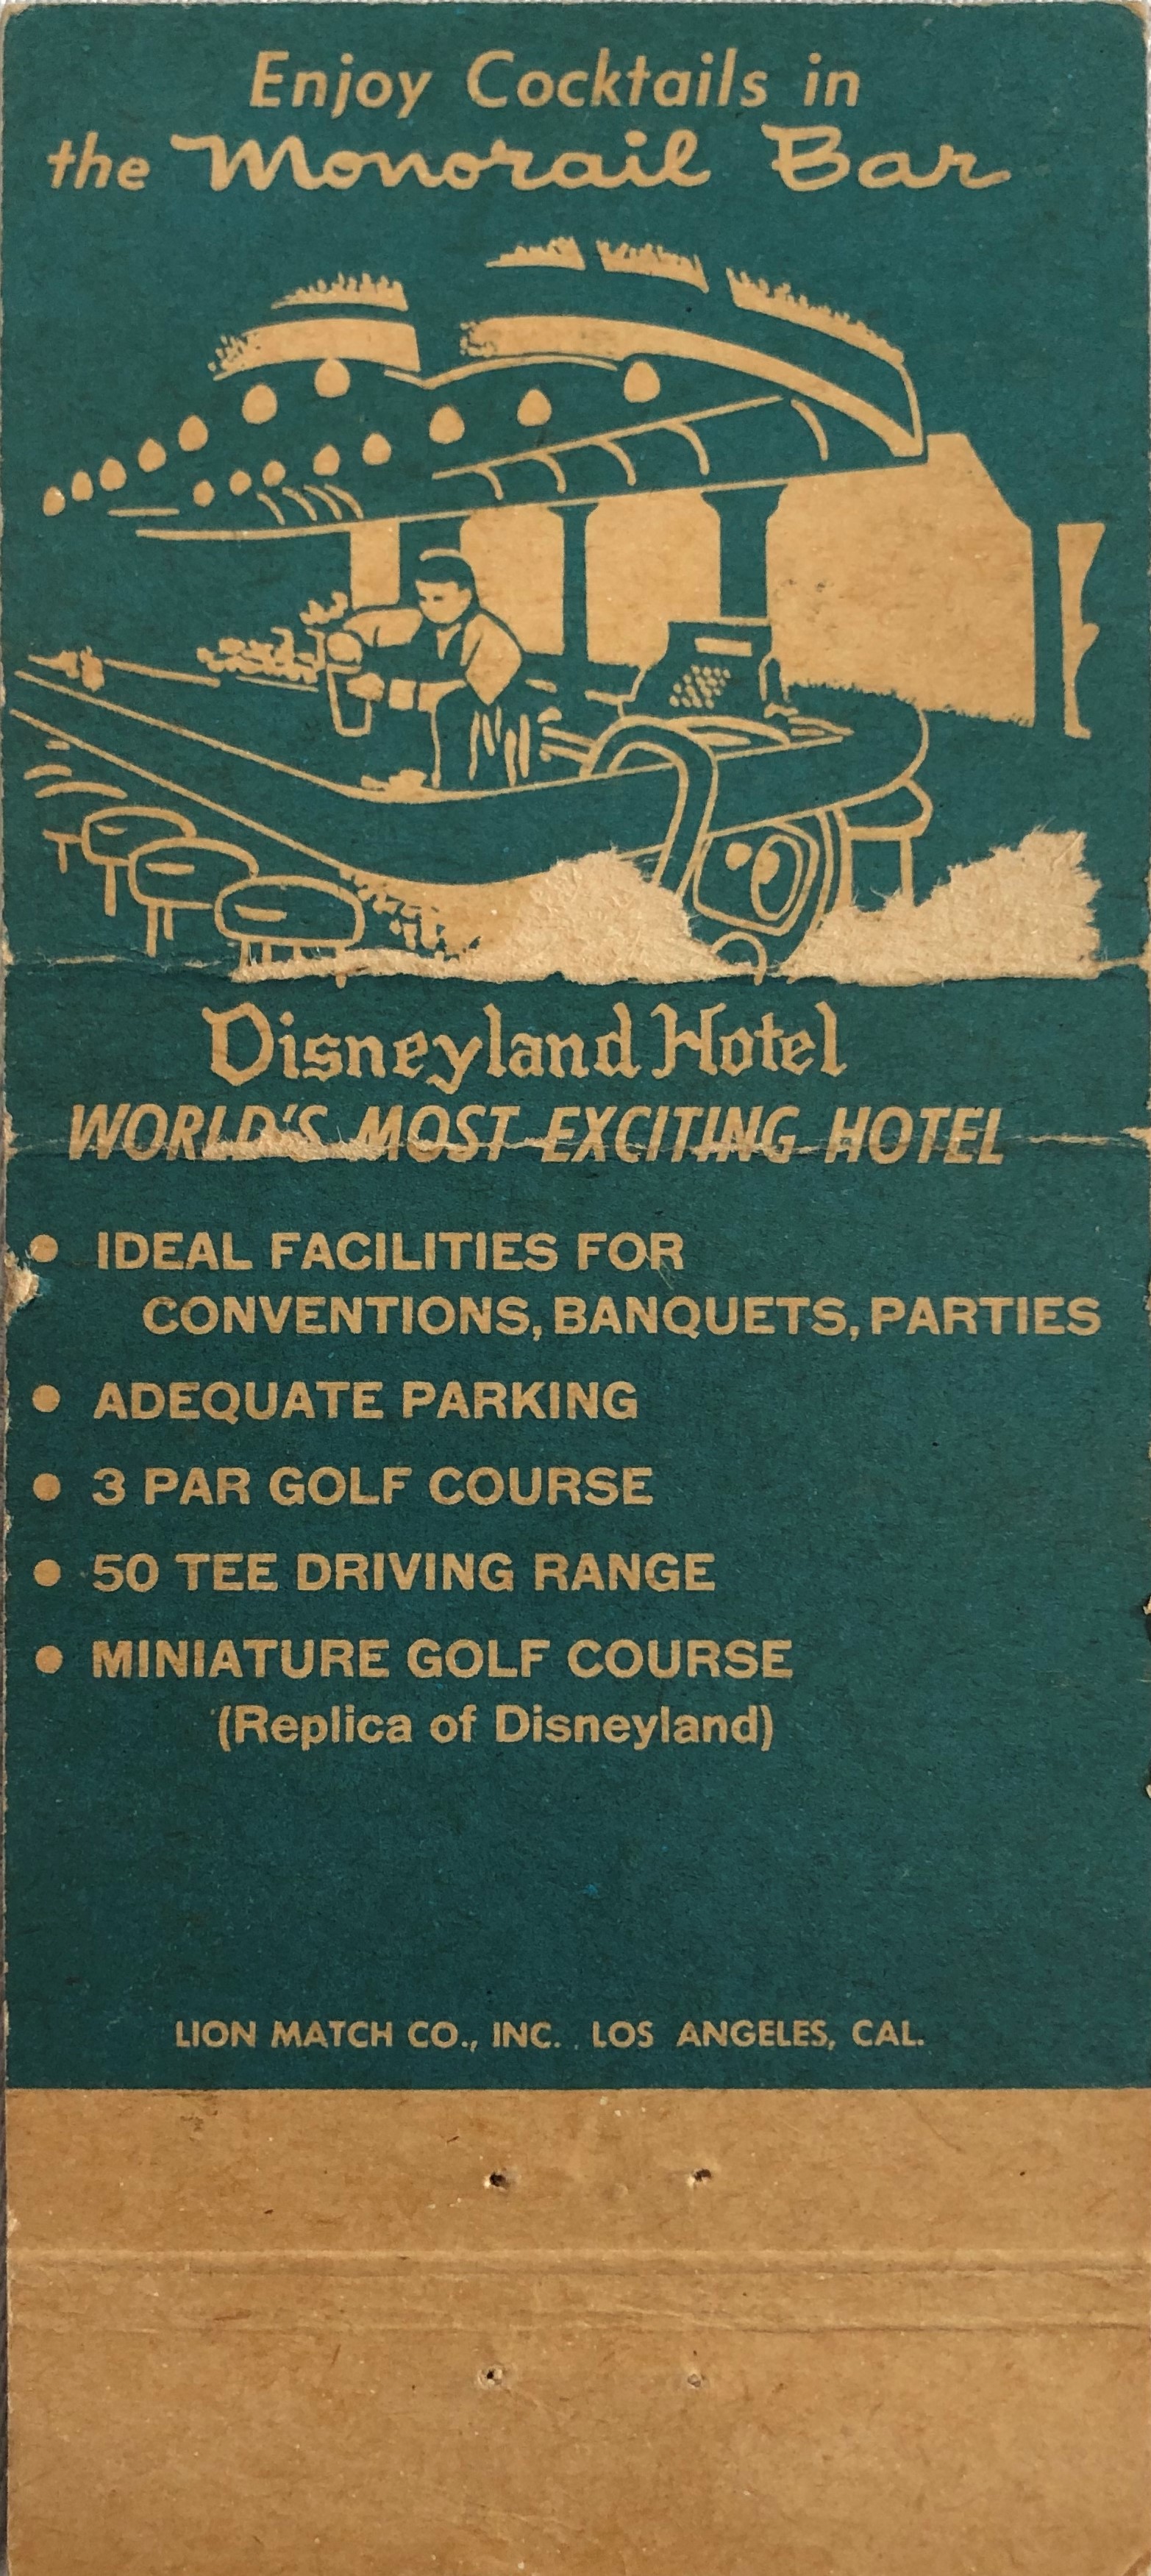 Enjoy Cocktails in
the Monorail Bar
Disneyland Hotel
WORLD'S MOST EXCITING HOTEL
• IDEAL FACILITIES FOR
CONVENTIONS, BANQUETS, PARTIES
• ADEQUATE PARKING
• 3 PAR GOLF COURSE
• 50 TEE DRIVING RANGE
• MINIATURE GOLF COURSE
(Replica of Disneyland)
LION MATCH CO., INC. LOS ANGELES, CAL.